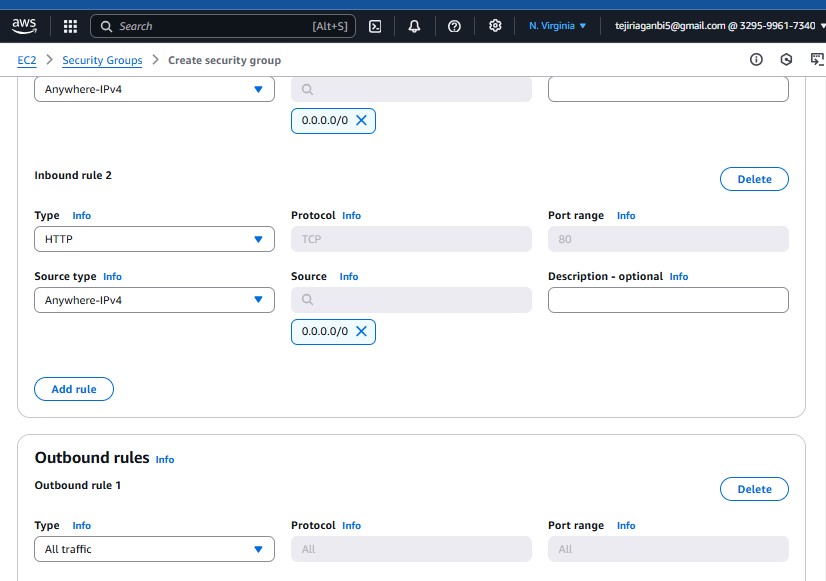 aws Search [Alt+S] N. Virginia tejiriaganbi5@gmail.com @ 3295-9961-7340
EC2 Security Groups Create security group
Anywhere-IPv4
0.0.0.0/0
Inbound rule 2 Delete
Type Info Protocol Info Port range Info
HTTP TCP 80
Source type Info Source Info Description - optional Info
Anywhere-IPv4
0.0.0.0/0
Add rule
Outbound rules Info
Outbound rule 1 Delete
Type Info Protocol Info Port range Info
All traffic All All